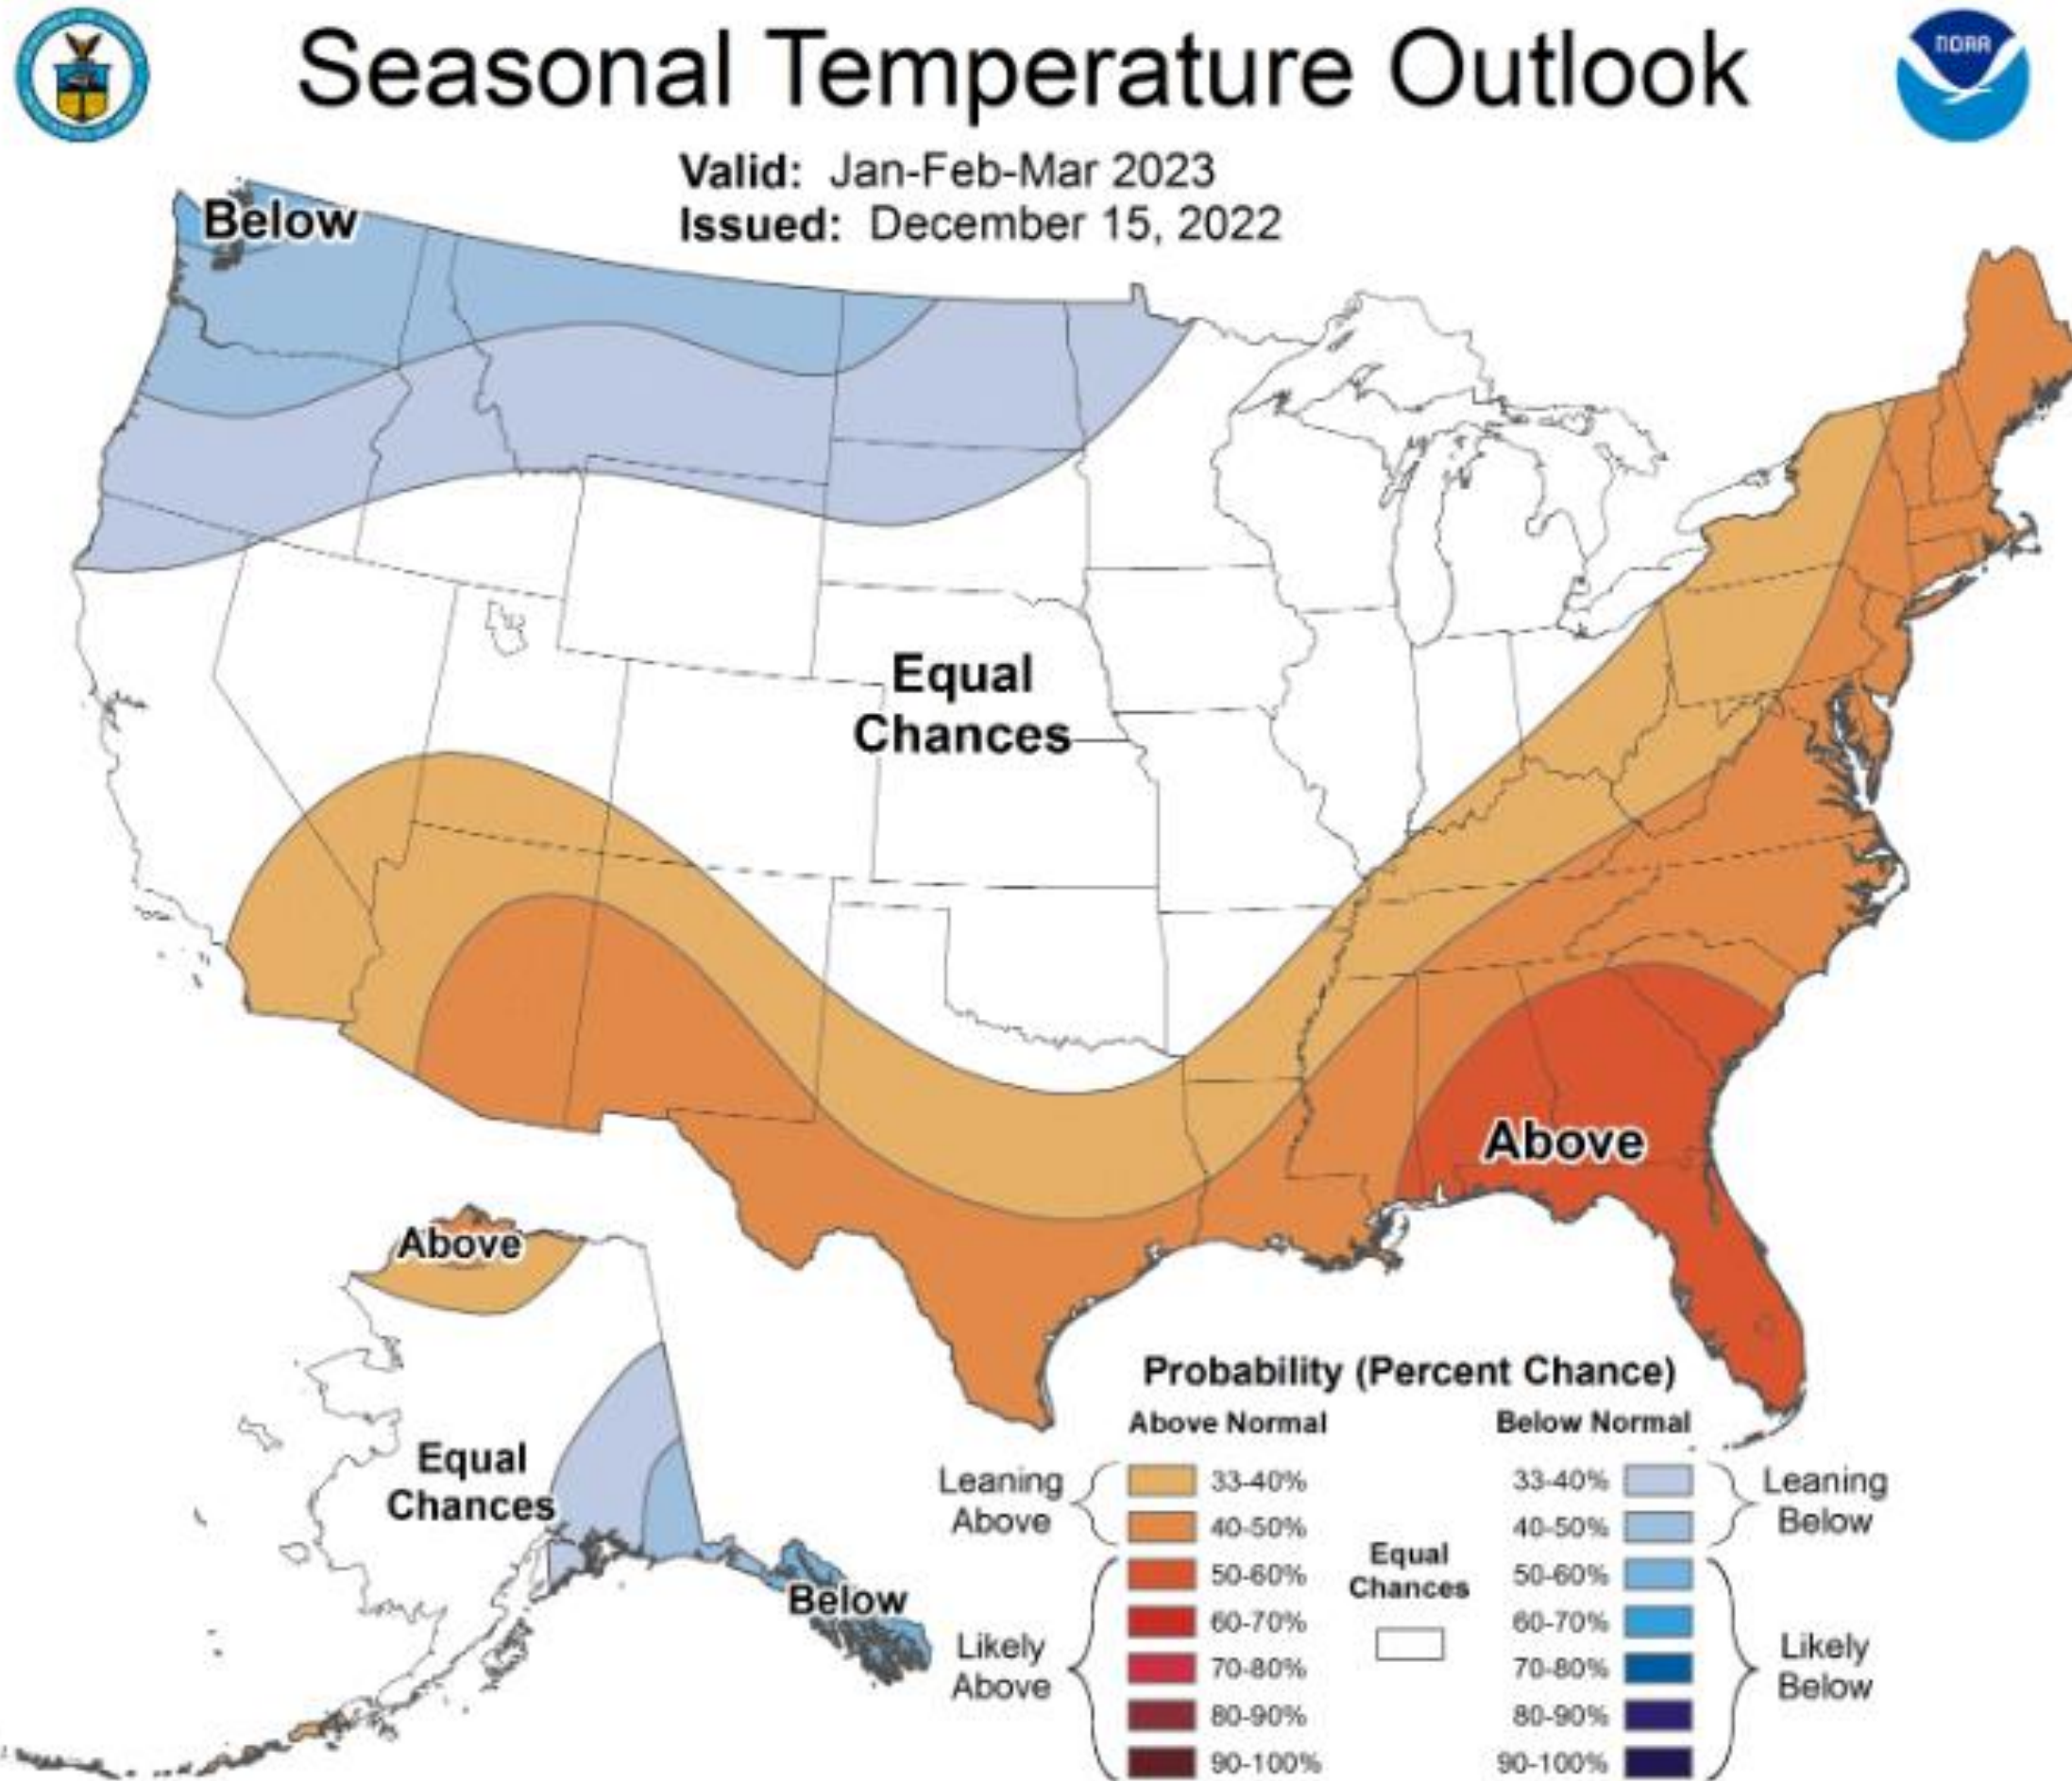 Seasonal Temperature Outlook
NOAA
Valid: Jan-Feb-Mar 2023
Issued: December 15, 2022
Below
Equal
Chances
Above
Above
Equal
Chances
Below
Probability (Percent Chance)
Above Normal
Below Normal
Leaning
Above
33-40%
40-50%
Likely
Above
50-60%
60-70%
70-80%
80-90%
90-100%
Equal
Chances
33-40%
40-50%
Leaning
Below
50-60%
60-70%
70-80%
80-90%
90-100%
Likely
Below